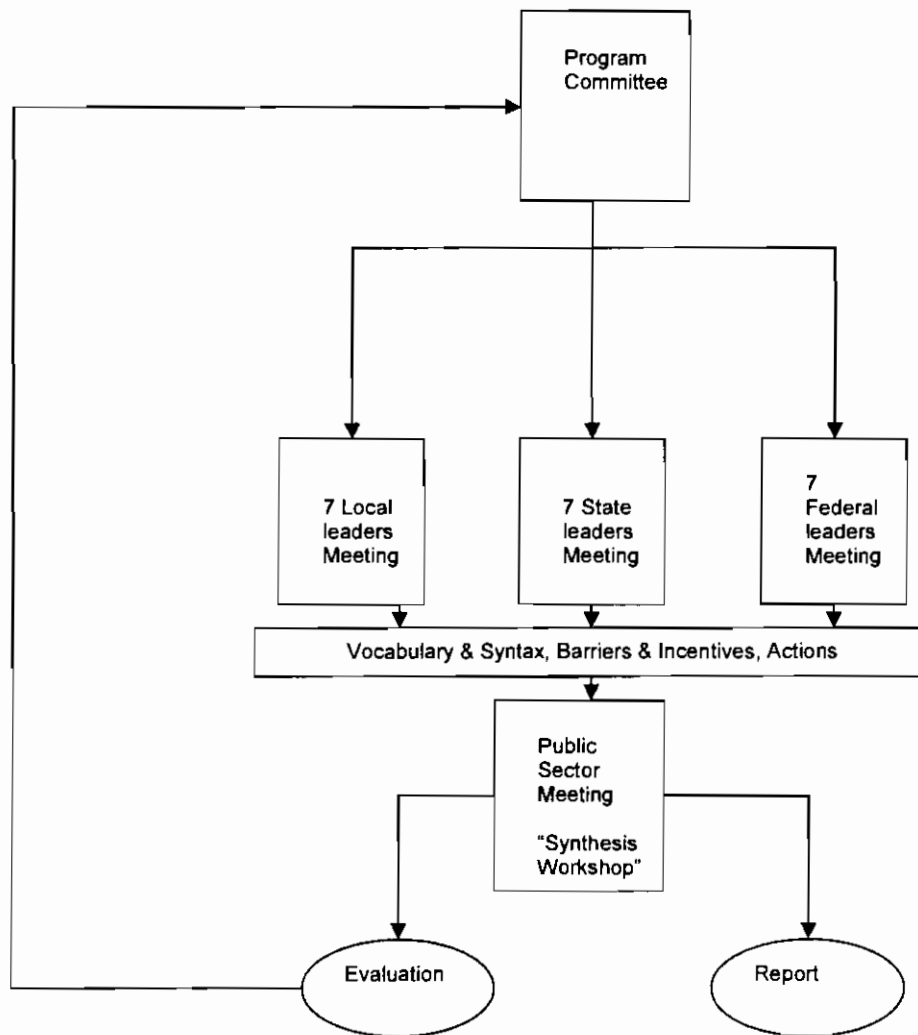 Program
Committee
7 Local
leaders
Meeting
7 State
leaders
Meeting
7
Federal
leaders
Meeting
Vocabulary & Syntax, Barriers & Incentives, Actions
Public
Sector
Meeting
“Synthesis
Workshop”
Evaluation
Report